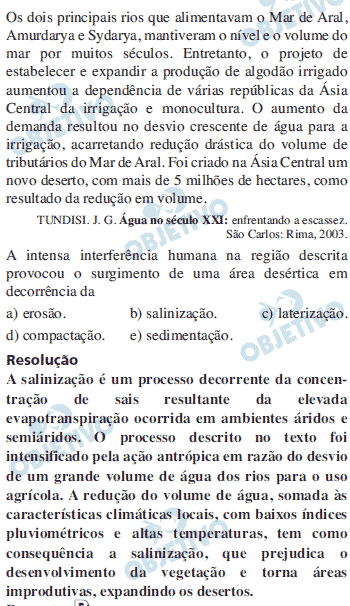 Os dois principais rios que alimentavam o Mar de Aral,
Amurdarya e Sydarya, mantiveram o nível e o volume do
mar por muitos séculos. Entretanto, o projeto de
estabelecer e expandir a produção de algodão irrigado
aumentou a dependência de várias repúblicas da Ásia
Central da irrigação e monocultura. O aumento da
demanda resultou no desvio crescente de água para a
irrigação, acarretando redução drástica do volume de
tributários do Mar de Aral. Foi criado na Ásia Central um
novo deserto, com mais de 5 milhões de hectares, como
resultado da redução em volume.
TUNDISI. J. G. Água no século XXI: enfrentando a escassez.
São Carlos: Rima, 2003.
A intensa interferência humana na região descrita
provocou o surgimento de uma área desértica em
decorrência da
a) erosão. b) salinização. c) laterização.
d) compactação. e) sedimentação.
Resolução
A salinização é um processo decorrente da concen-
tração de sais resultante da elevada
evapotranspiração ocorrida em ambientes áridos e
semiáridos. O processo descrito no texto foi
intensificado pela ação antrópica em razão do desvio
de um grande volume de água dos rios para o uso
agrícola. A redução do volume de água, somada às
características climáticas locais, com baixos índices
pluviométricos e altas temperaturas, tem como
consequência a salinização, que prejudica o
desenvolvimento da vegetação e torna áreas
improdutivas, expandindo os desertos.